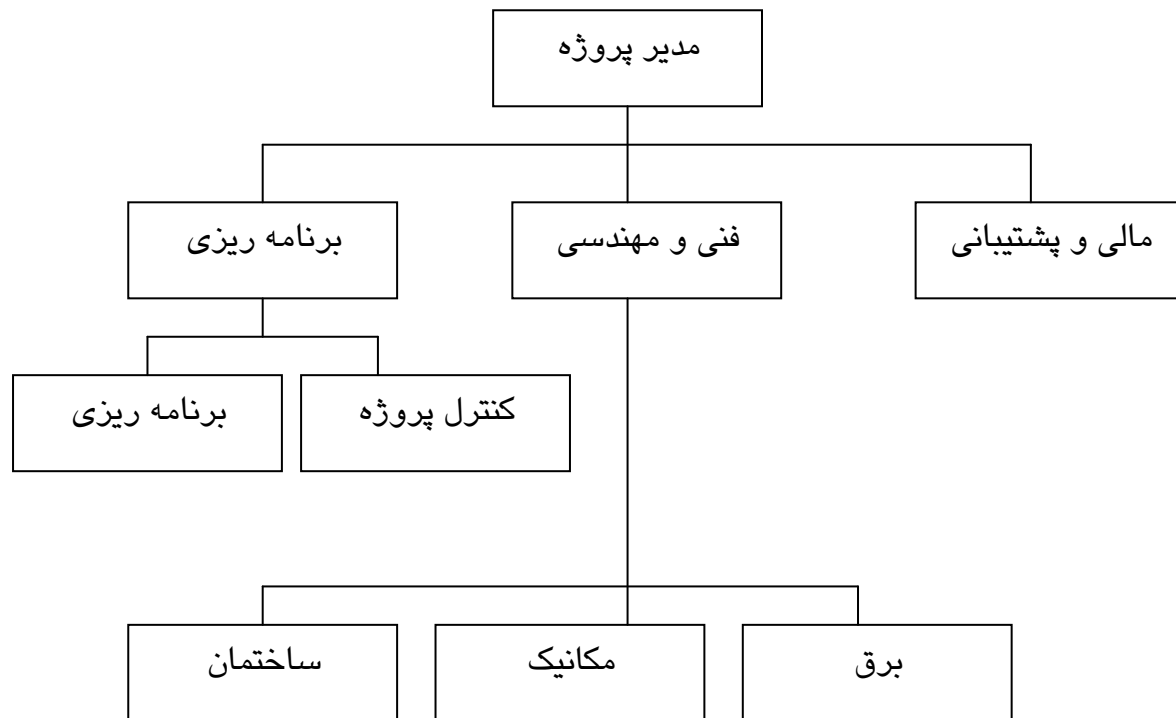 مدیر پروژه
مالی و پشتیبانی
فنی و مهندسی
برنامه ریزی
کنترل پروژه
برنامه ریزی
برق
مکانیک
ساختمان